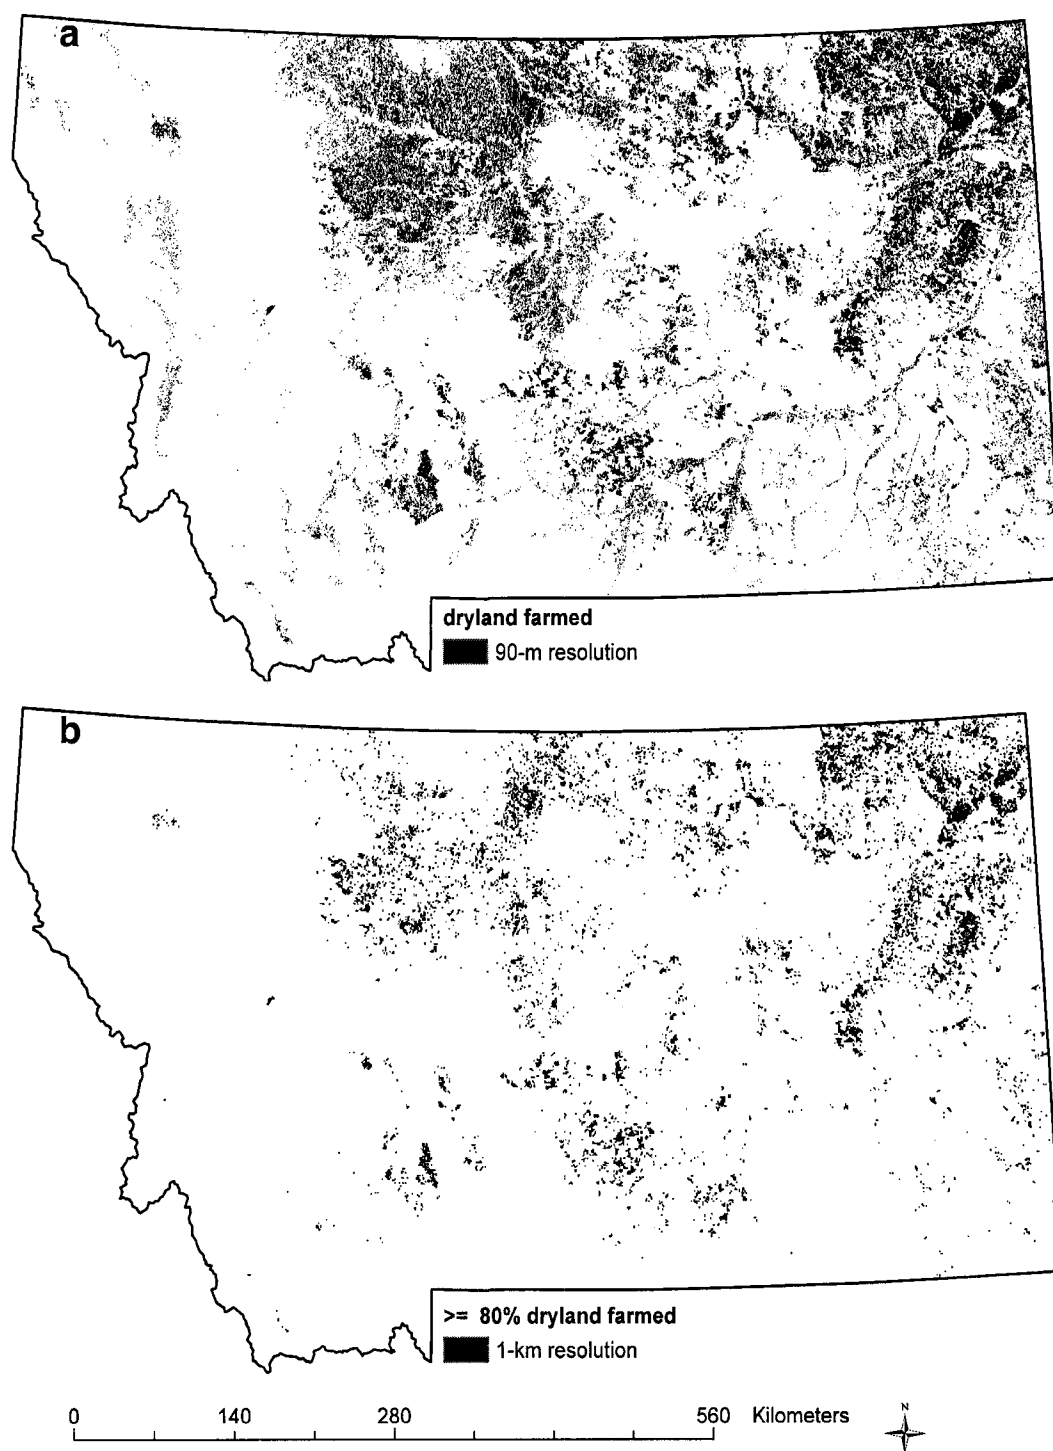 a
dryland farmed
90-m resolution
b
>= 80% dryland farmed
1-km resolution
0 140 280 560 Kilometers
N